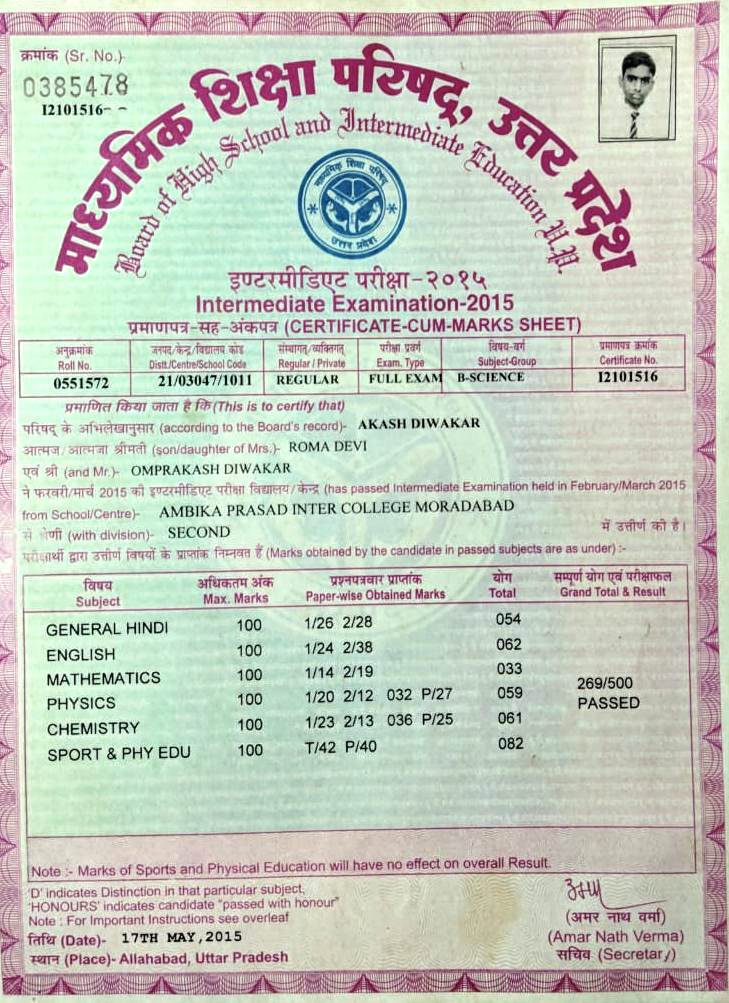 क्रमांक (Sr. No.)-
0385478
I2101516- -
माध्यमिक शिक्षा परिषद्, उत्तर प्रदेश
Board of High School and Intermediate Education U.P.
माध्यमिक शिक्षा परिषद्
उत्तर प्रदेश
इण्टरमीडिएट परीक्षा-२०१५
Intermediate Examination-2015
प्रमाणपत्र-सह-अंकपत्र (CERTIFICATE-CUM-MARKS SHEET)
अनुक्रमांक जनपद/केन्द्र/विद्यालय कोड संस्थागत/व्यक्तिगत परीक्षा प्रवर्ग विषय-वर्ग प्रमाणपत्र क्रमांक
Roll No. Distt./Centre/School Code Regular / Private Exam. Type Subject-Group Certificate No.
0551572 21/03047/1011 REGULAR FULL EXAM B-SCIENCE I2101516
प्रमाणित किया जाता है कि (This is to certify that)
परिषद के अभिलेखानुसार (according to the Board's record)- AKASH DIWAKAR
आत्मज/आत्मजा श्रीमती (son/daughter of Mrs.)- ROMA DEVI
एवं श्री (and Mr.)- OMPRAKASH DIWAKAR
ने फरवरी/मार्च 2015 की इण्टरमीडिएट परीक्षा विद्यालय/केन्द्र (has passed Intermediate Examination held in February/March 2015
from School/Centre)- AMBIKA PRASAD INTER COLLEGE MORADABAD
से श्रेणी (with division)- SECOND में उत्तीर्ण की है।
परीक्षार्थी द्वारा उत्तीर्ण विषयों के प्राप्तांक निम्नवत हैं (Marks obtained by the candidate in passed subjects are as under) :-
विषय अधिकतम अंक प्रश्नपत्रवार प्राप्तांक योग सम्पूर्ण योग एवं परीक्षाफल
Subject Max. Marks Paper-wise Obtained Marks Total Grand Total & Result
GENERAL HINDI 100 1/26 2/28 054
ENGLISH 100 1/24 2/38 062
MATHEMATICS 100 1/14 2/19 033
269/500
PHYSICS 100 1/20 2/12 032 P/27 059
PASSED
CHEMISTRY 100 1/23 2/13 036 P/25 061
SPORT & PHY EDU 100 T/42 P/40 082
Note :- Marks of Sports and Physical Education will have no effect on overall Result.
'D' indicates Distinction in that particular subject,
'HONOURS' indicates candidate "passed with honour"
Note : For Important Instructions see overleaf
तिथि (Date)- 17TH MAY, 2015
स्थान (Place)- Allahabad, Uttar Pradesh
(अमर नाथ वर्मा)
(Amar Nath Verma)
सचिव (Secretary)